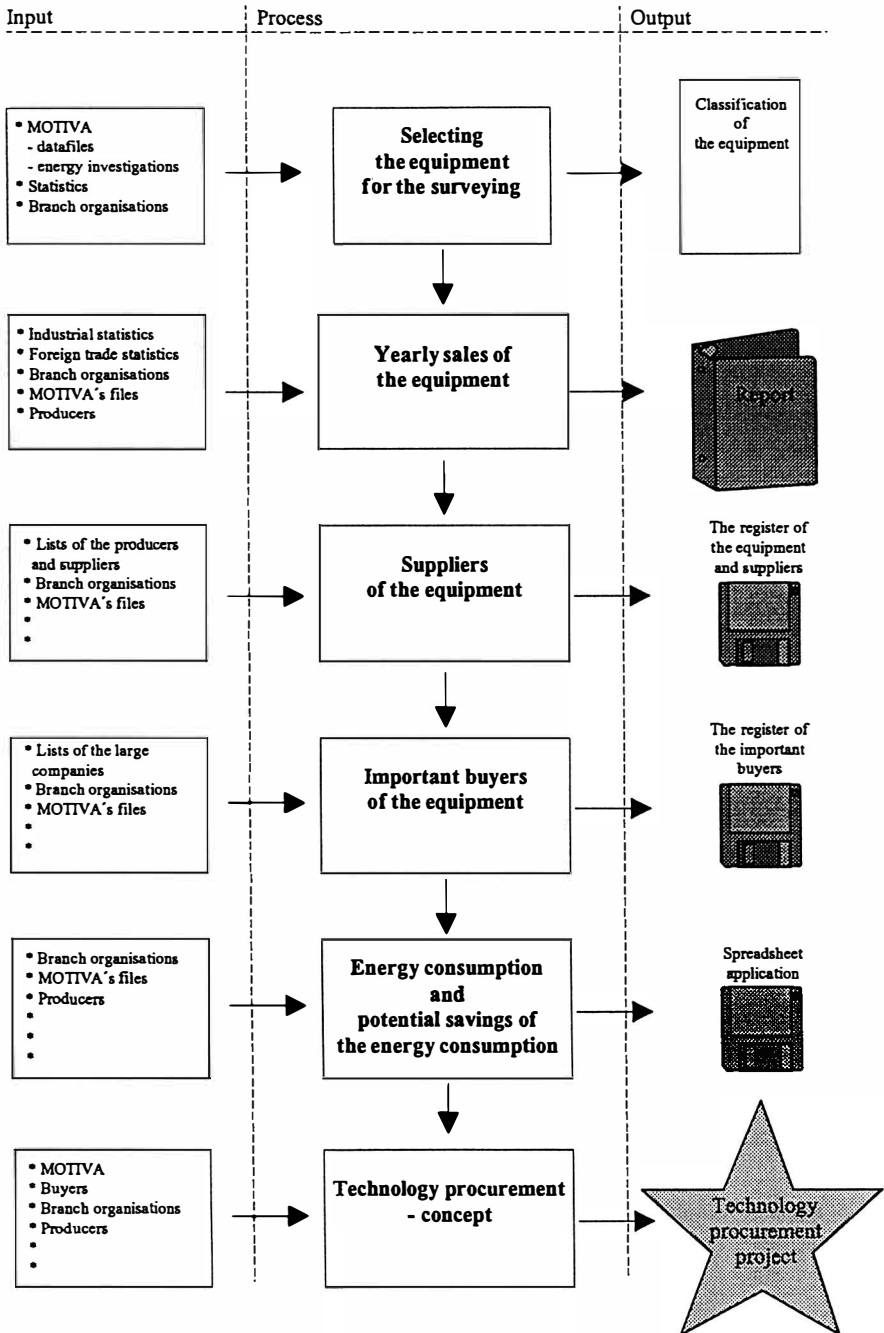 Input
Process
Output
* MOTIVA
- datafiles
- energy investigations
* Statistics
* Branch organisations
Selecting
the equipment
for the surveying
Classification
of
the equipment
* Industrial statistics
* Foreign trade statistics
* Branch organisations
* MOTIVA´s files
* Producers
Yearly sales of
the equipment
Report
* Lists of the producers
and suppliers
* Branch organisations
* MOTIVA´s files
*
*
Suppliers
of the equipment
The register of
the equipment
and suppliers
* Lists of the large
companies
* Branch organisations
* MOTIVA´s files
*
*
Important buyers
of the equipment
The register of
the important
buyers
* Branch organisations
* MOTIVA´s files
* Producers
*
*
*
Energy consumption
and
potential savings of
the energy consumption
Spreadsheet
application
* MOTIVA
* Buyers
* Branch organisations
* Producers
*
*
Technology procurement
- concept
Technology
procurement
project